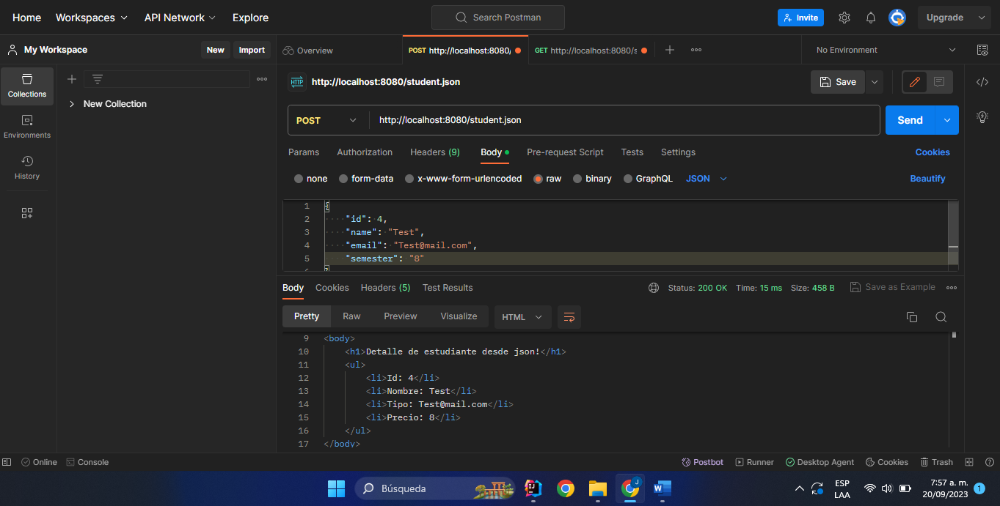 Home Workspaces API Network Explore Search Postman Invite Upgrade
My Workspace New Import Overview POST http://localhost:8080/ GET http://localhost:8080/s No Environment
Collections
Environments
History
New Collection
HTTP http://localhost:8080/student.json Save
POST http://localhost:8080/student.json Send
Params Authorization Headers (9) Body Pre-request Script Tests Settings Cookies
none form-data x-www-form-urlencoded raw binary GraphQL JSON Beautify
1 {
2 "id": 4,
3 "name": "Test",
4 "email": "Test@mail.com",
5 "semester": "8"
6 }
Body Cookies Headers (5) Test Results Status: 200 OK Time: 15 ms Size: 458 B Save as Example
Pretty Raw Preview Visualize HTML
9 <body>
10 <h1>Detalle de estudiante desde json!</h1>
11 <ul>
12 <li>Id: 4</li>
13 <li>Nombre: Test</li>
14 <li>Tipo: Test@mail.com</li>
15 <li>Precio: 8</li>
16 </ul>
17 </body>
Online Console Postbot Runner Desktop Agent Cookies Trash
Búsqueda IJ J W ESP LAA 7:57 a. m. 20/09/2023 1